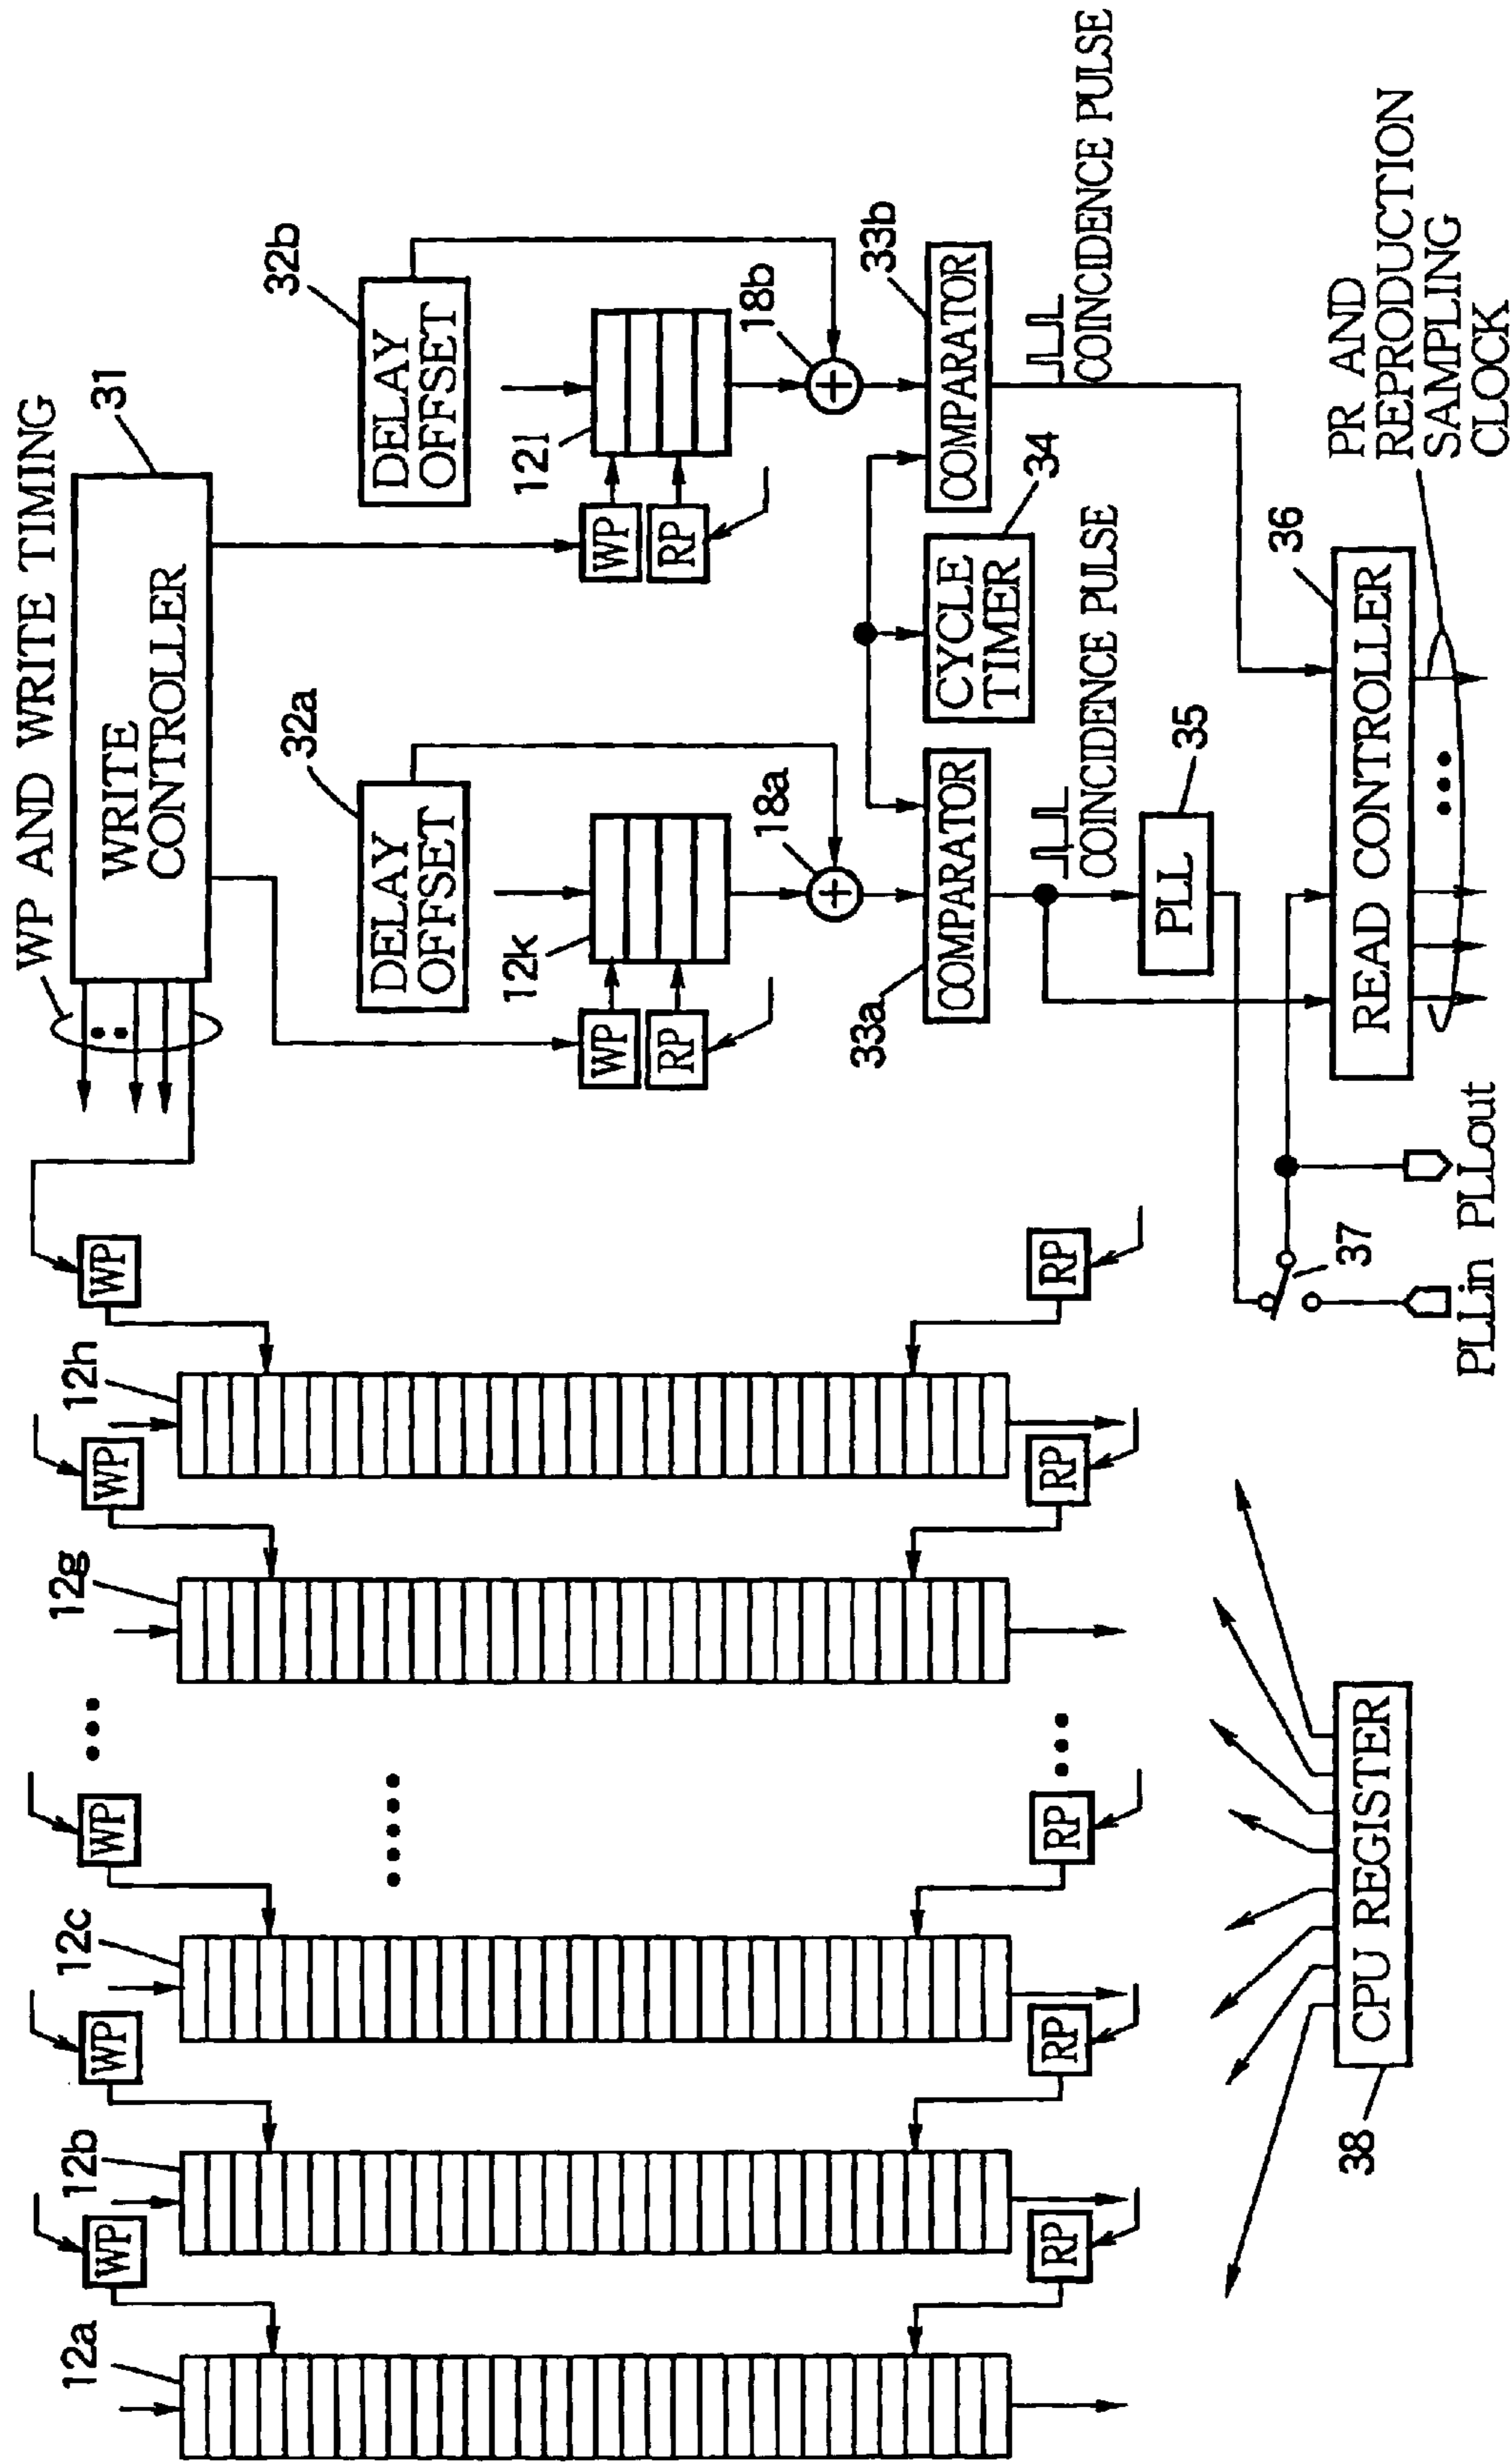 WP AND WRITE TIMING
31
WRITE
CONTROLLER
WP
WP
WP
WP
WP
12a
12b
12c
12g
12h
32a
DELAY
OFFSET
32b
DELAY
OFFSET
12k
121
WP
RP
WP
RP
18a
18b
33a
COMPARATOR
CYCLE
TIMER
34
COMPARATOR
33b
COINCIDENCE PULSE
COINCIDENCE PULSE
RP
RP
RP
RP
RP
PLL
35
36
READ CONTROLLER
PR AND
REPRODUCTION
SAMPLING
CLOCK
37
PLLin
PLLout
38
CPU REGISTER